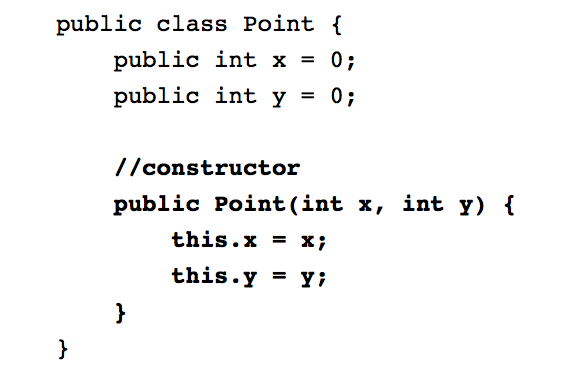 public class Point {
    public int x = 0;
    public int y = 0;

    //constructor
    public Point(int x, int y) {
        this.x = x;
        this.y = y;
    }
}